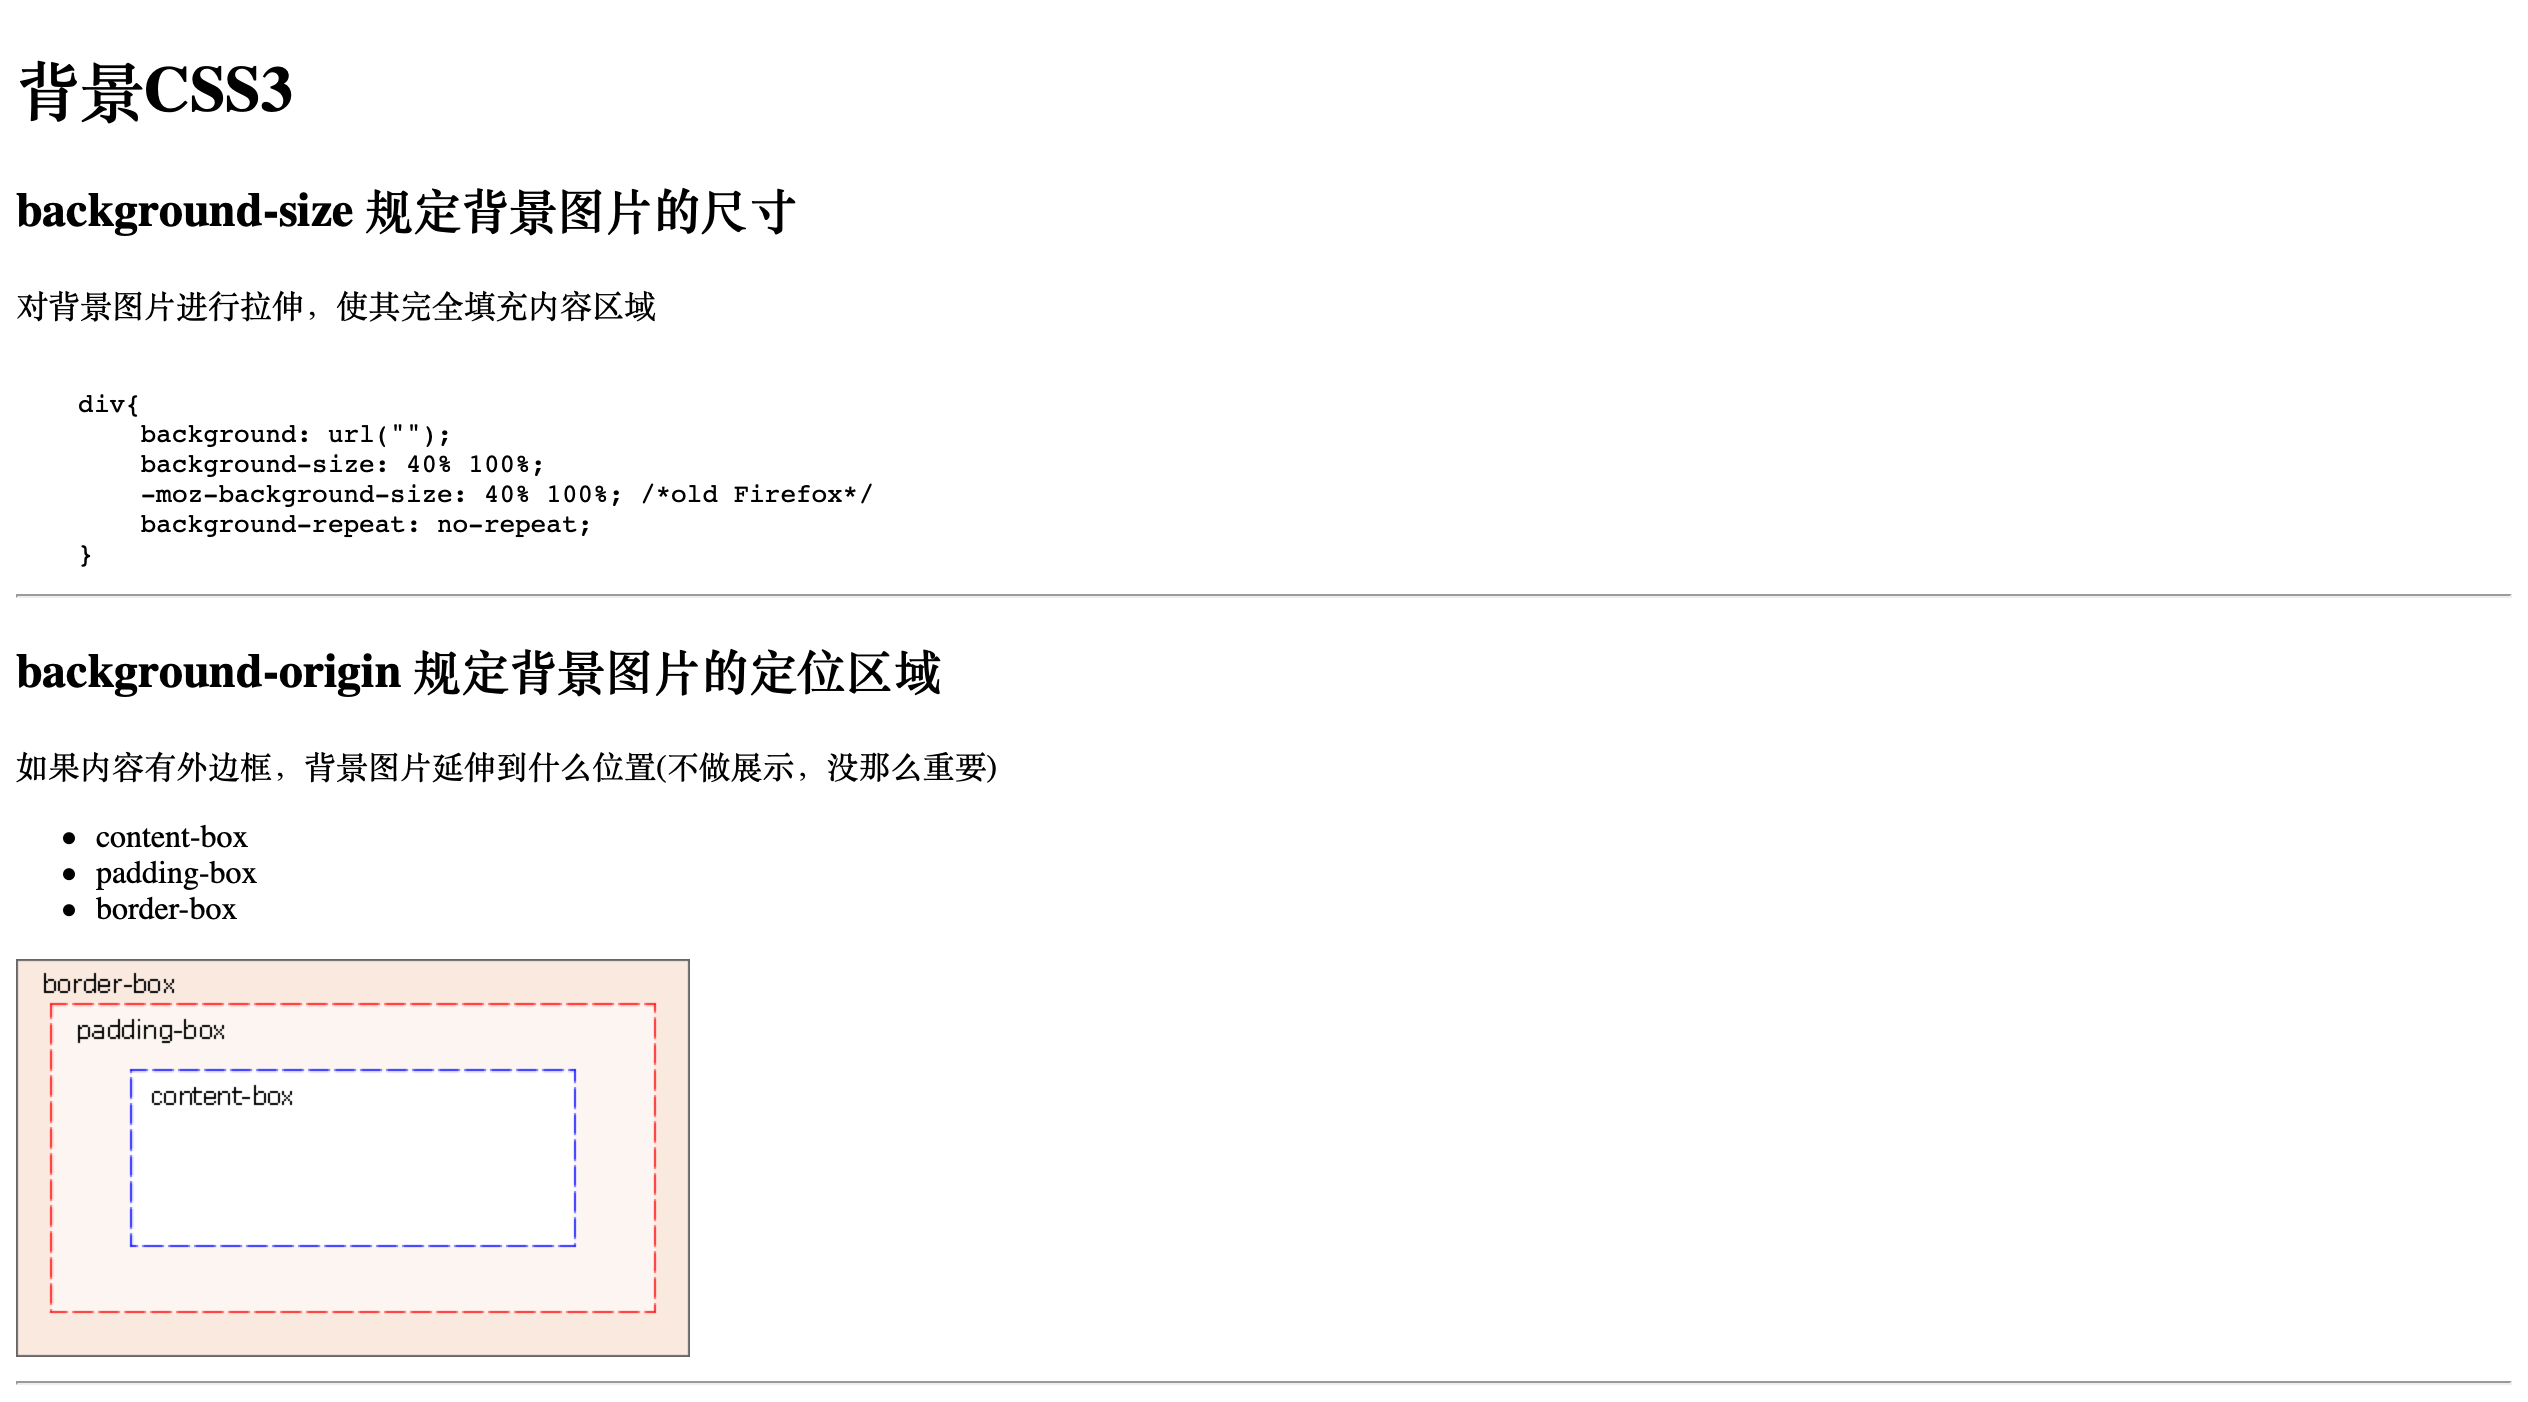 背景CSS3
background-size 规定背景图片的尺寸
对背景图片进行拉伸，使其完全填充内容区域
div{
background: url("");
background-size: 40% 100%;
-moz-background-size: 40% 100%; /*old Firefox*/
background-repeat: no-repeat;
}
background-origin 规定背景图片的定位区域
如果内容有外边框，背景图片延伸到什么位置(不做展示，没那么重要)
content-box
padding-box
border-box
border-box
padding-box
content-box